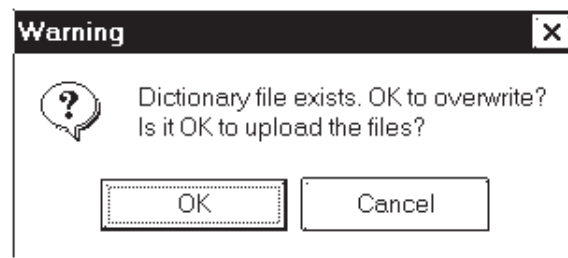 Warning
Dictionary file exists. OK to overwrite?
Is it OK to upload the files?
OK Cancel